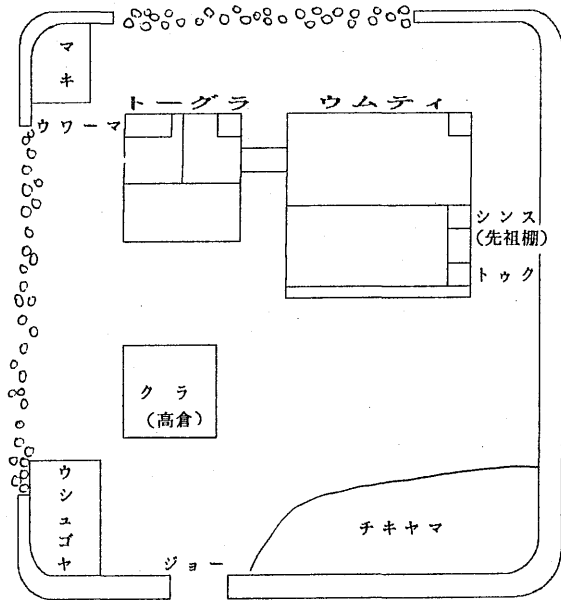 マキ
トーグラ
ウムティ
ウワーマ
シンス
(先祖棚)
トゥク
クラ
(高倉)
ウシュゴヤ
チキヤマ
ジョー